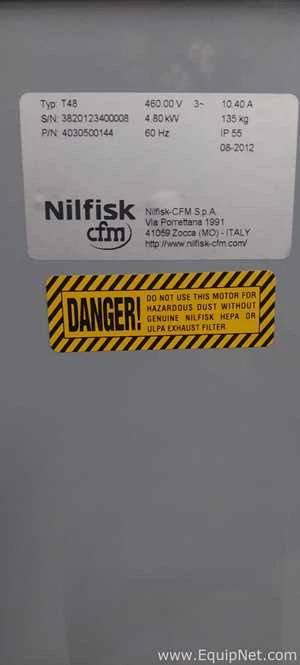 Typ: T48 460.00 V 3~ 10.40 A
S/N: 3820123400008 4.80 kW 135 kg
P/N: 4030500144 60 Hz IP 55
08-2012
Nilfisk
cfm
Nilfisk-CFM S.p.A.
Via Porrettana 1991
41059 Zocca (MO) - ITALY
http://www.nilfisk-cfm.com/
DANGER!
DO NOT USE THIS MOTOR FOR
HAZARDOUS DUST WITHOUT
GENUINE NILFISK HEPA OR
ULPA EXHAUST FILTER.
www.EquipNet.com